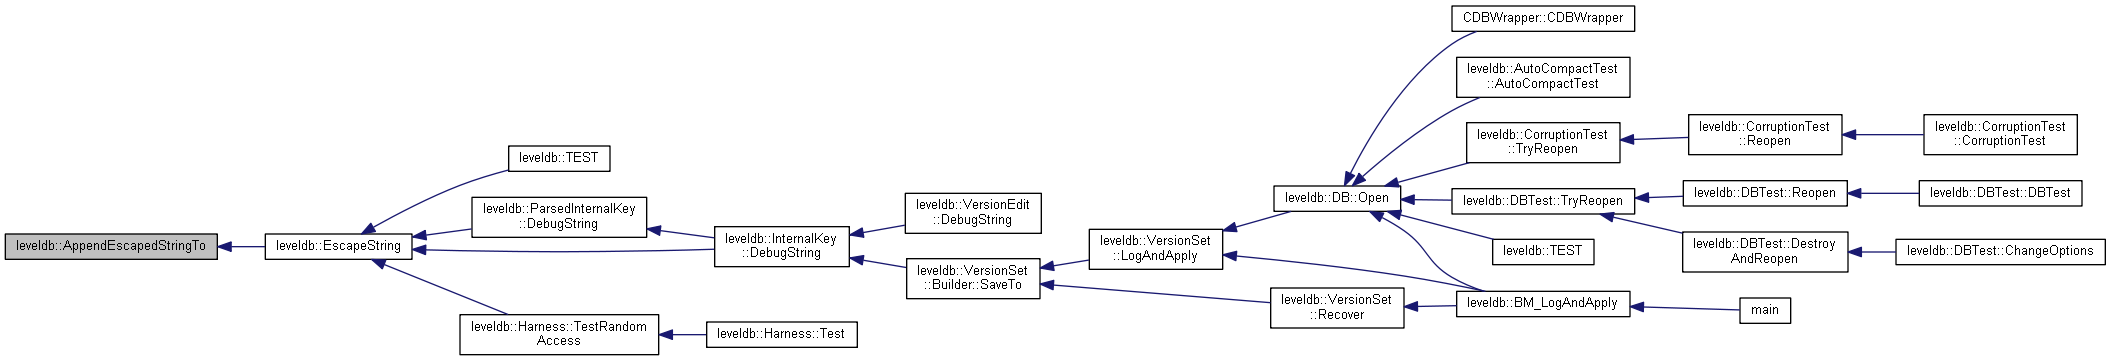 leveldb::AppendEscapedStringTo
leveldb::EscapeString
leveldb::TEST
leveldb::ParsedInternalKey
::DebugString
leveldb::Harness::TestRandom
Access
leveldb::InternalKey
::DebugString
leveldb::Harness::Test
leveldb::VersionEdit
::DebugString
leveldb::VersionSet
::Builder::SaveTo
leveldb::VersionSet
::LogAndApply
leveldb::VersionSet
::Recover
leveldb::DB::Open
CDBWrapper::CDBWrapper
leveldb::AutoCompactTest
::AutoCompactTest
leveldb::CorruptionTest
::TryReopen
leveldb::DBTest::TryReopen
leveldb::TEST
leveldb::BM_LogAndApply
leveldb::CorruptionTest
::Reopen
leveldb::DBTest::Reopen
leveldb::DBTest::Destroy
AndReopen
main
leveldb::CorruptionTest
::CorruptionTest
leveldb::DBTest::DBTest
leveldb::DBTest::ChangeOptions